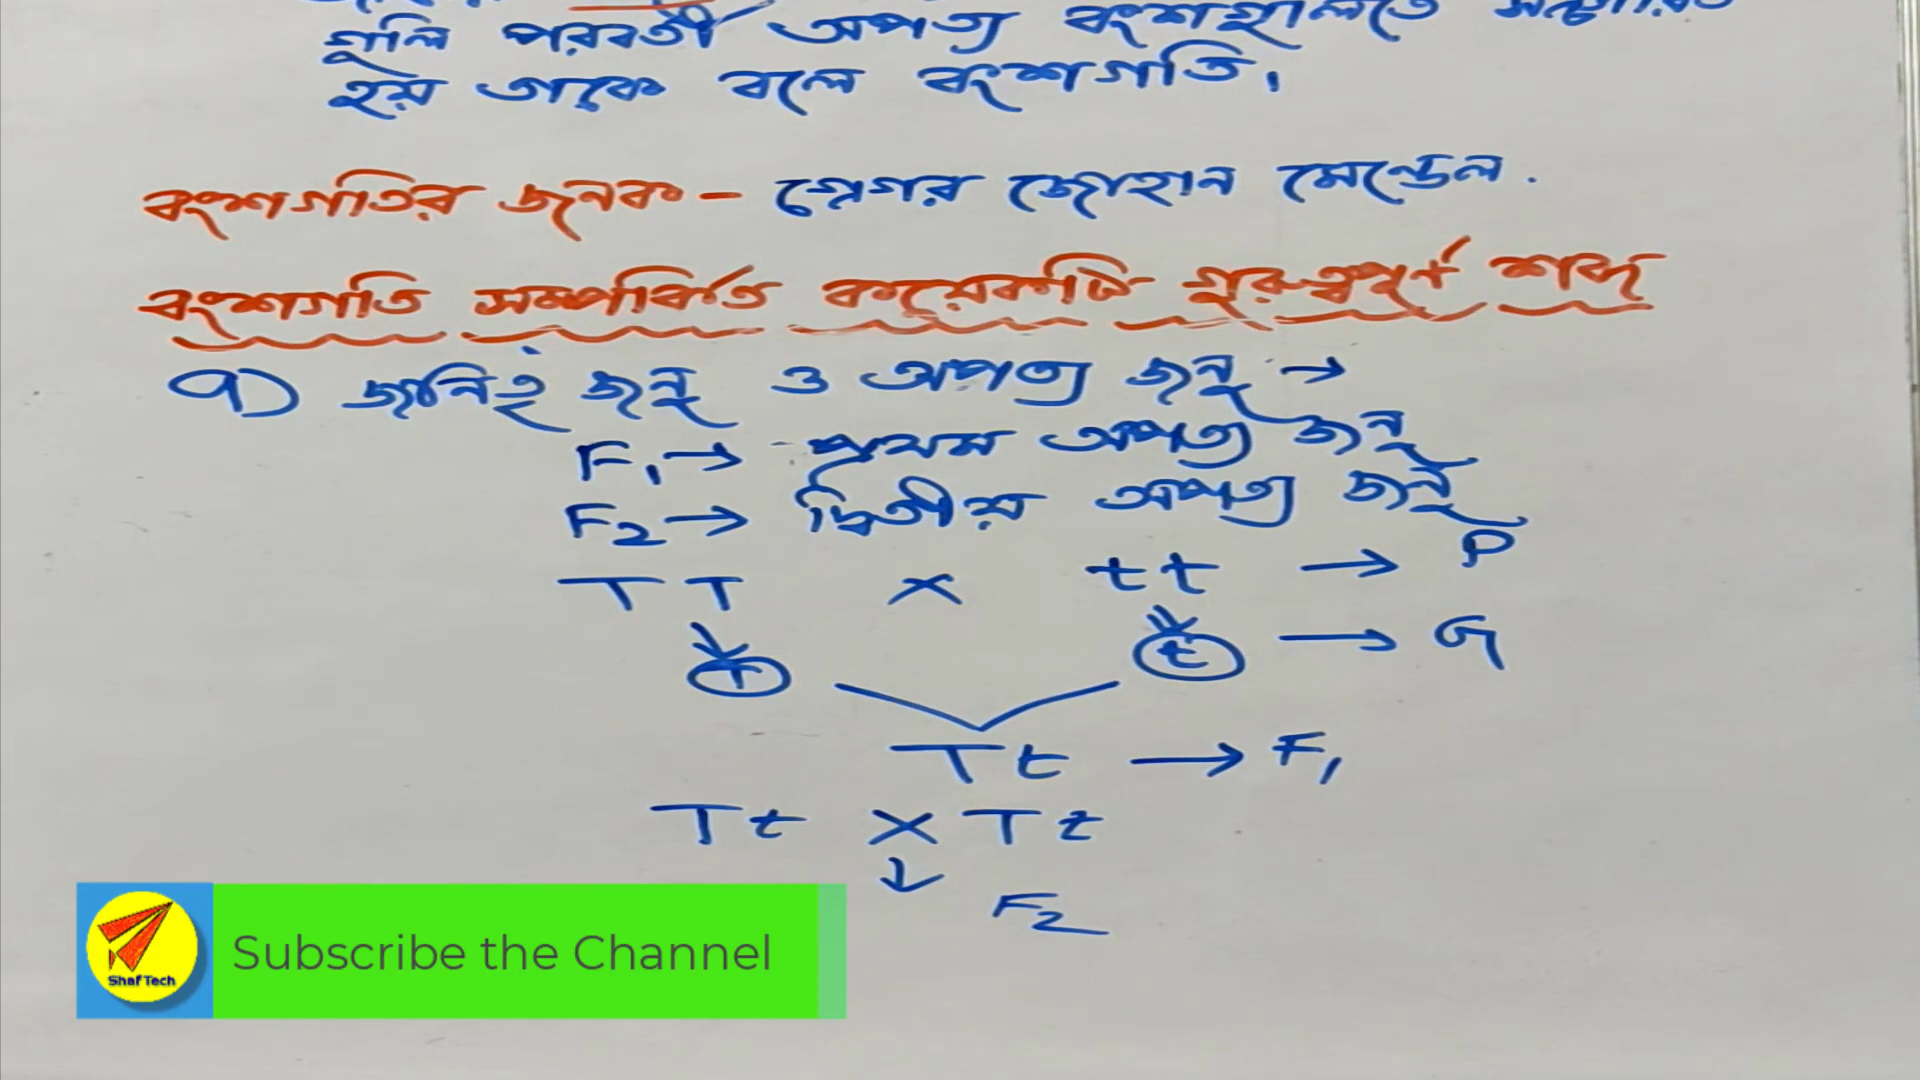 গুলি পরবর্তী অপত্য বংশধরগুলিতে সঞ্চারিত
হয় তাকে বলে বংশগতি।
বংশগতির জনক - গ্রেগর জোহান মেন্ডেল.
বংশগতি সম্পর্কিত কয়েকটি গুরুত্বপূর্ণ শব্দ
a) জনিতৃ জনু ও অপত্য জনু →
F₁ → প্রথম অপত্য জনু
F₂ → দ্বিতীয় অপত্য জনু
TT × tt → P
T t → G
Tt → F₁
Tt × Tt
↓
F₂
Subscribe the Channel
Shaf Tech